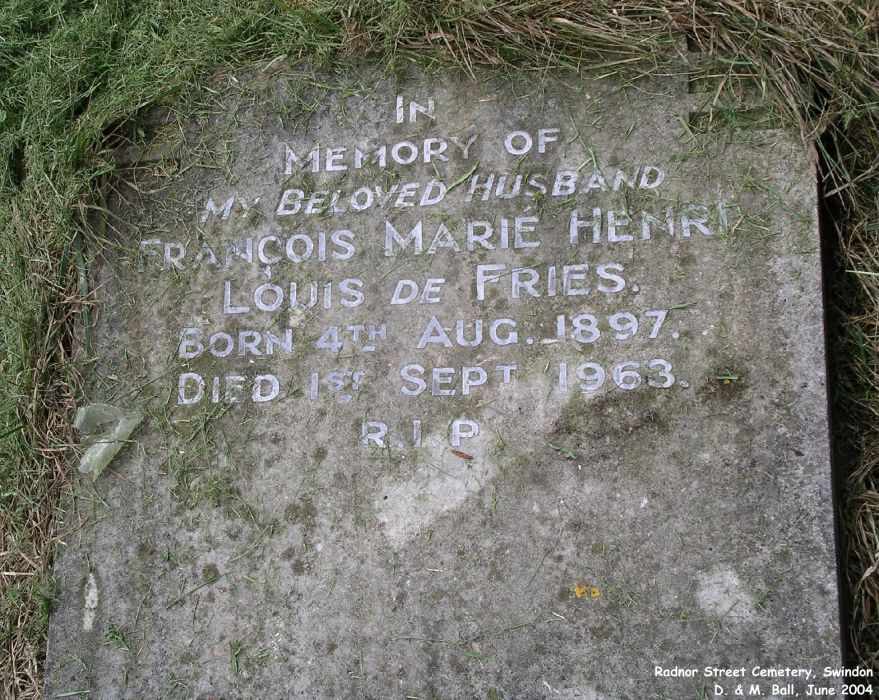 IN
MEMORY OF
MY BELOVED HUSBAND
FRANÇOIS MARIE HENRI
LOUIS DE FRIES.
BORN 4TH AUG. 1897.
DIED 1ST SEPT 1963.
R.I.P
Radnor Street Cemetery, Swindon
D. & M. Ball, June 2004